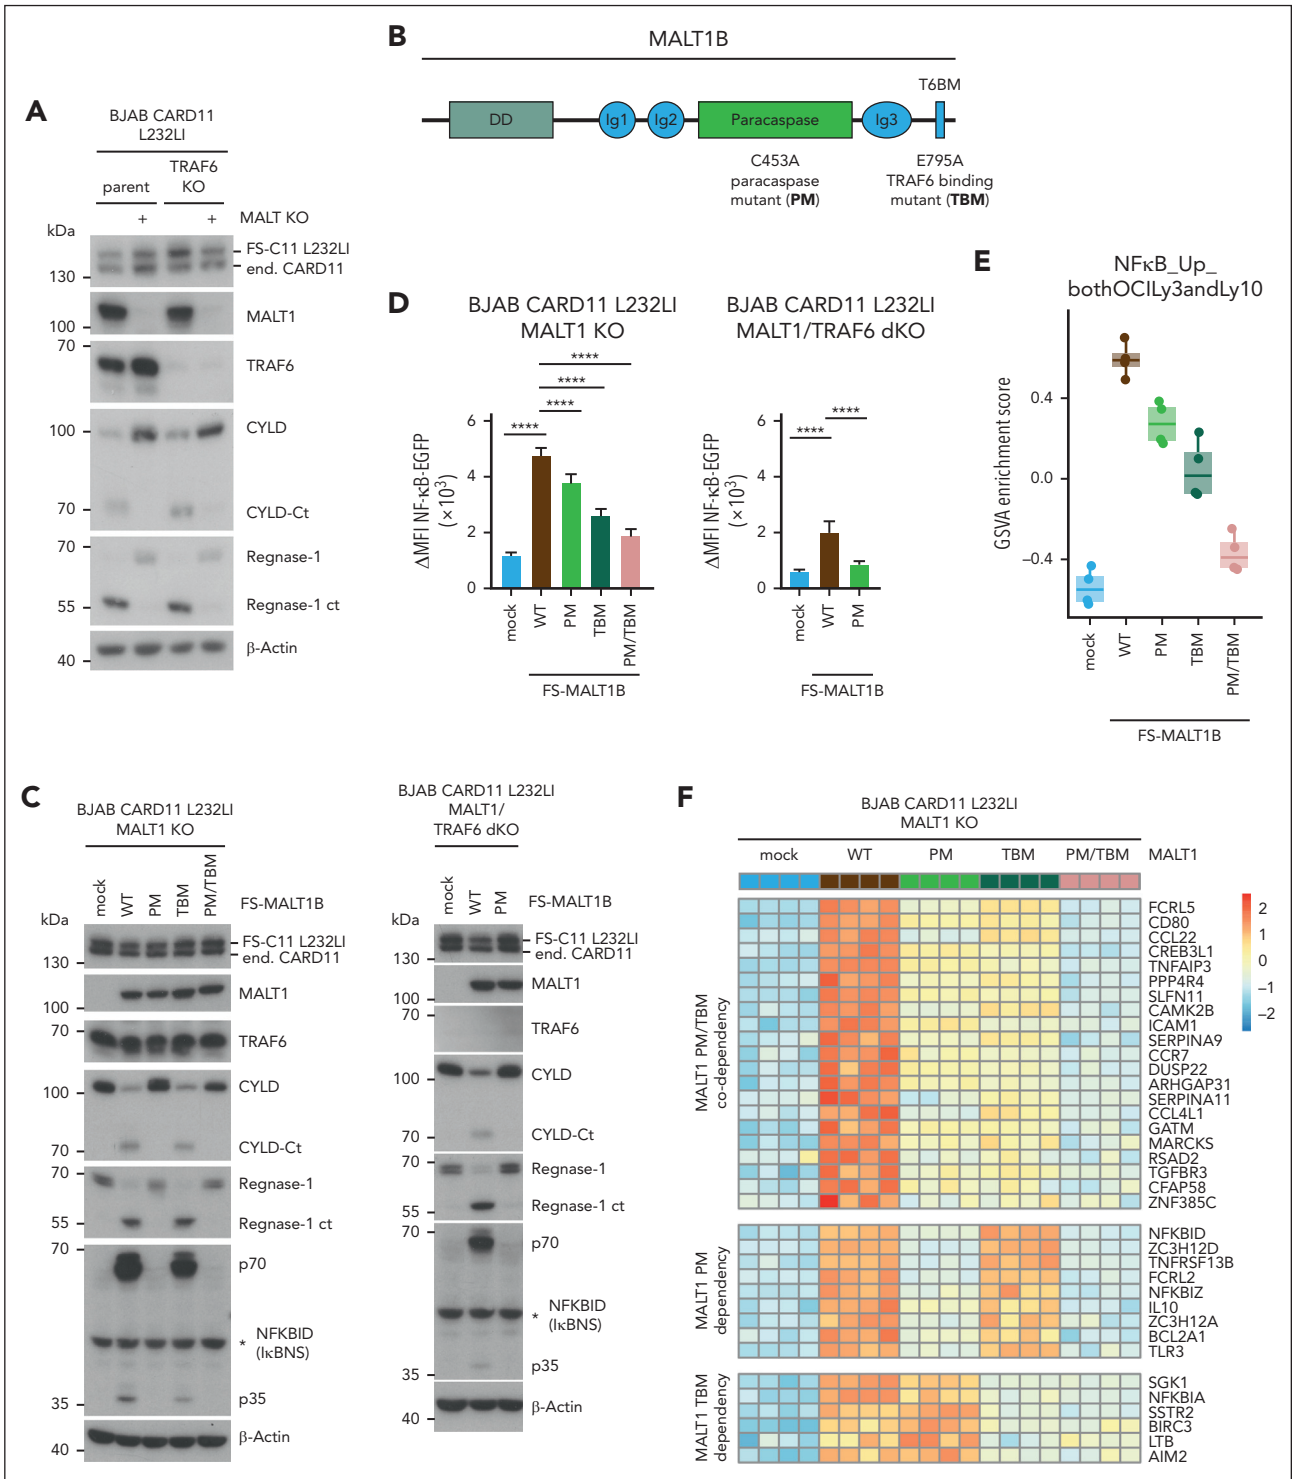 A
BJAB CARD11
L232LI
parent
TRAF6
KO
+
+
MALT KO
kDa
FS-C11 L232LI
end. CARD11
130
MALT1
100
70
TRAF6
100
CYLD
70
CYLD-Ct
70
Regnase-1
55
Regnase-1 ct
β-Actin
40
B
MALT1B
T6BM
DD
Ig1
Ig2
Paracaspase
Ig3
C453A
paracaspase
mutant (PM)
E795A
TRAF6 binding
mutant (TBM)
D
BJAB CARD11 L232LI
MALT1 KO
****
****
****
****
6
4
2
0
ΔMFI NF-κB-EGFP
(×10³)
mock
WT
PM
TBM
PM/TBM
FS-MALT1B
BJAB CARD11 L232LI
MALT1/TRAF6 dKO
****
****
6
4
2
0
ΔMFI NF-κB-EGFP
(×10³)
mock
WT
PM
FS-MALT1B
E
NFκB_Up_
bothOCILy3andLy10
GSVA enrichment score
0.4
0.0
–0.4
mock
WT
PM
TBM
PM/TBM
FS-MALT1B
C
BJAB CARD11 L232LI
MALT1 KO
mock
WT
PM
TBM
PM/TBM
FS-MALT1B
kDa
FS-C11 L232LI
end. CARD11
130
MALT1
100
70
TRAF6
CYLD
100
CYLD-Ct
70
70
Regnase-1
55
Regnase-1 ct
70
p70
* NFKBID
(IκBNS)
p35
35
β-Actin
40
BJAB CARD11 L232LI
MALT1/
TRAF6 dKO
mock
WT
PM
FS-MALT1B
kDa
FS-C11 L232LI
end. CARD11
130
MALT1
100
70
TRAF6
CYLD
100
CYLD-Ct
70
70
Regnase-1
55
Regnase-1 ct
70
p70
* NFKBID
(IκBNS)
p35
35
β-Actin
40
F
BJAB CARD11 L232LI
MALT1 KO
mock
WT
PM
TBM
PM/TBM
MALT1
MALT1 PM/TBM
co-dependency
FCRL5
CD80
CCL22
CREB3L1
TNFAIP3
PPP4R4
SLFN11
CAMK2B
ICAM1
SERPINA9
CCR7
DUSP22
ARHGAP31
SERPINA11
CCL4L1
GATM
MARCKS
RSAD2
TGFBR3
CFAP58
ZNF385C
MALT1 PM
dependency
NFKBID
ZC3H12D
TNFRSF13B
FCRL2
NFKBIZ
IL10
ZC3H12A
BCL2A1
TLR3
MALT1 TBM
dependency
SGK1
NFKBIA
SSTR2
BIRC3
LTB
AIM2
2
1
0
–1
–2